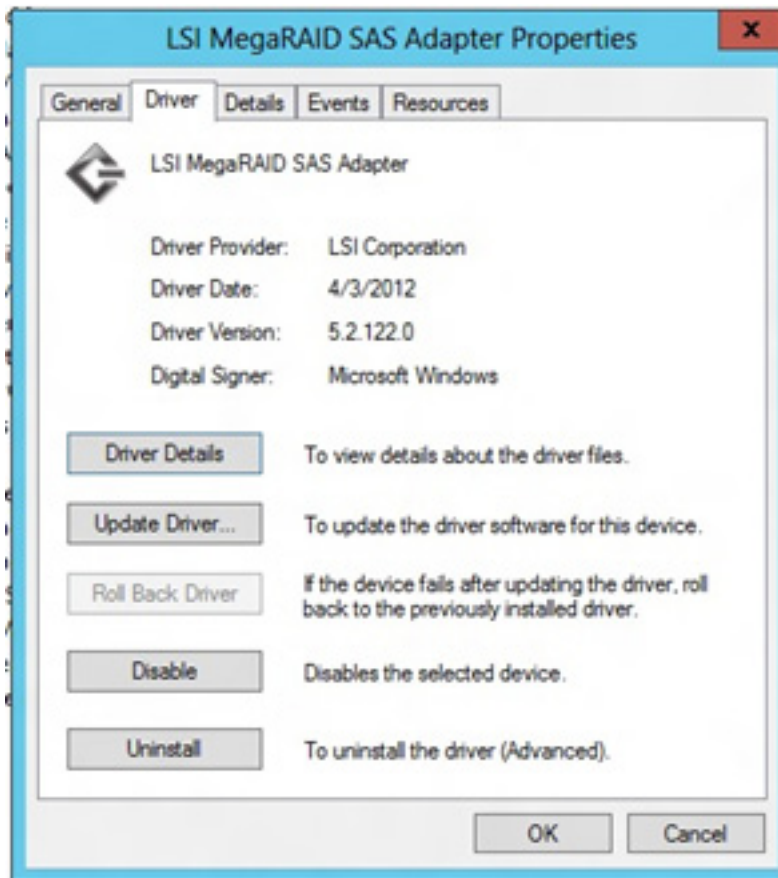 LSI MegaRAID SAS Adapter Properties
x
General Driver Details Events Resources
LSI MegaRAID SAS Adapter
Driver Provider: LSI Corporation
Driver Date: 4/3/2012
Driver Version: 5.2.122.0
Digital Signer: Microsoft Windows
Driver Details To view details about the driver files.
Update Driver... To update the driver software for this device.
Roll Back Driver If the device fails after updating the driver, roll
back to the previously installed driver.
Disable Disables the selected device.
Uninstall To uninstall the driver (Advanced).
OK Cancel